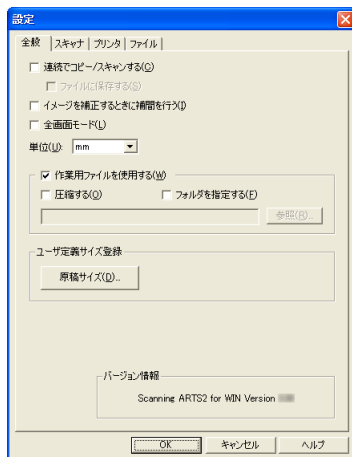 設定
全般 スキャナ プリンタ ファイル
連続でコピー/スキャンする(C)
ファイルに保存する(S)
イメージを補正するときに補間を行う(I)
全画面モード(L)
単位(U): mm
作業用ファイルを使用する(W)
圧縮する(O) フォルダを指定する(F)
参照(R)...
ユーザ定義サイズ登録
原稿サイズ(D)...
バージョン情報
Scanning ARTS2 for WIN Version
OK キャンセル ヘルプ